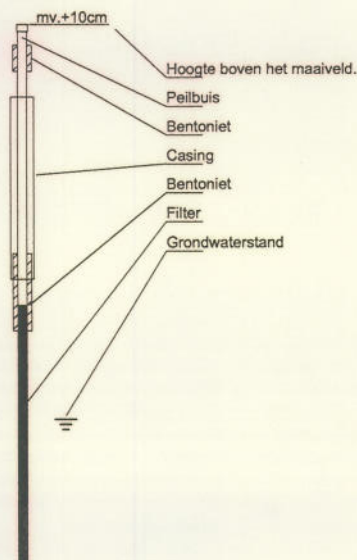 mv.+10cm
Hoogte boven het maaiveld.
Peilbuis
Bentoniet
Casing
Bentoniet
Filter
Grondwaterstand